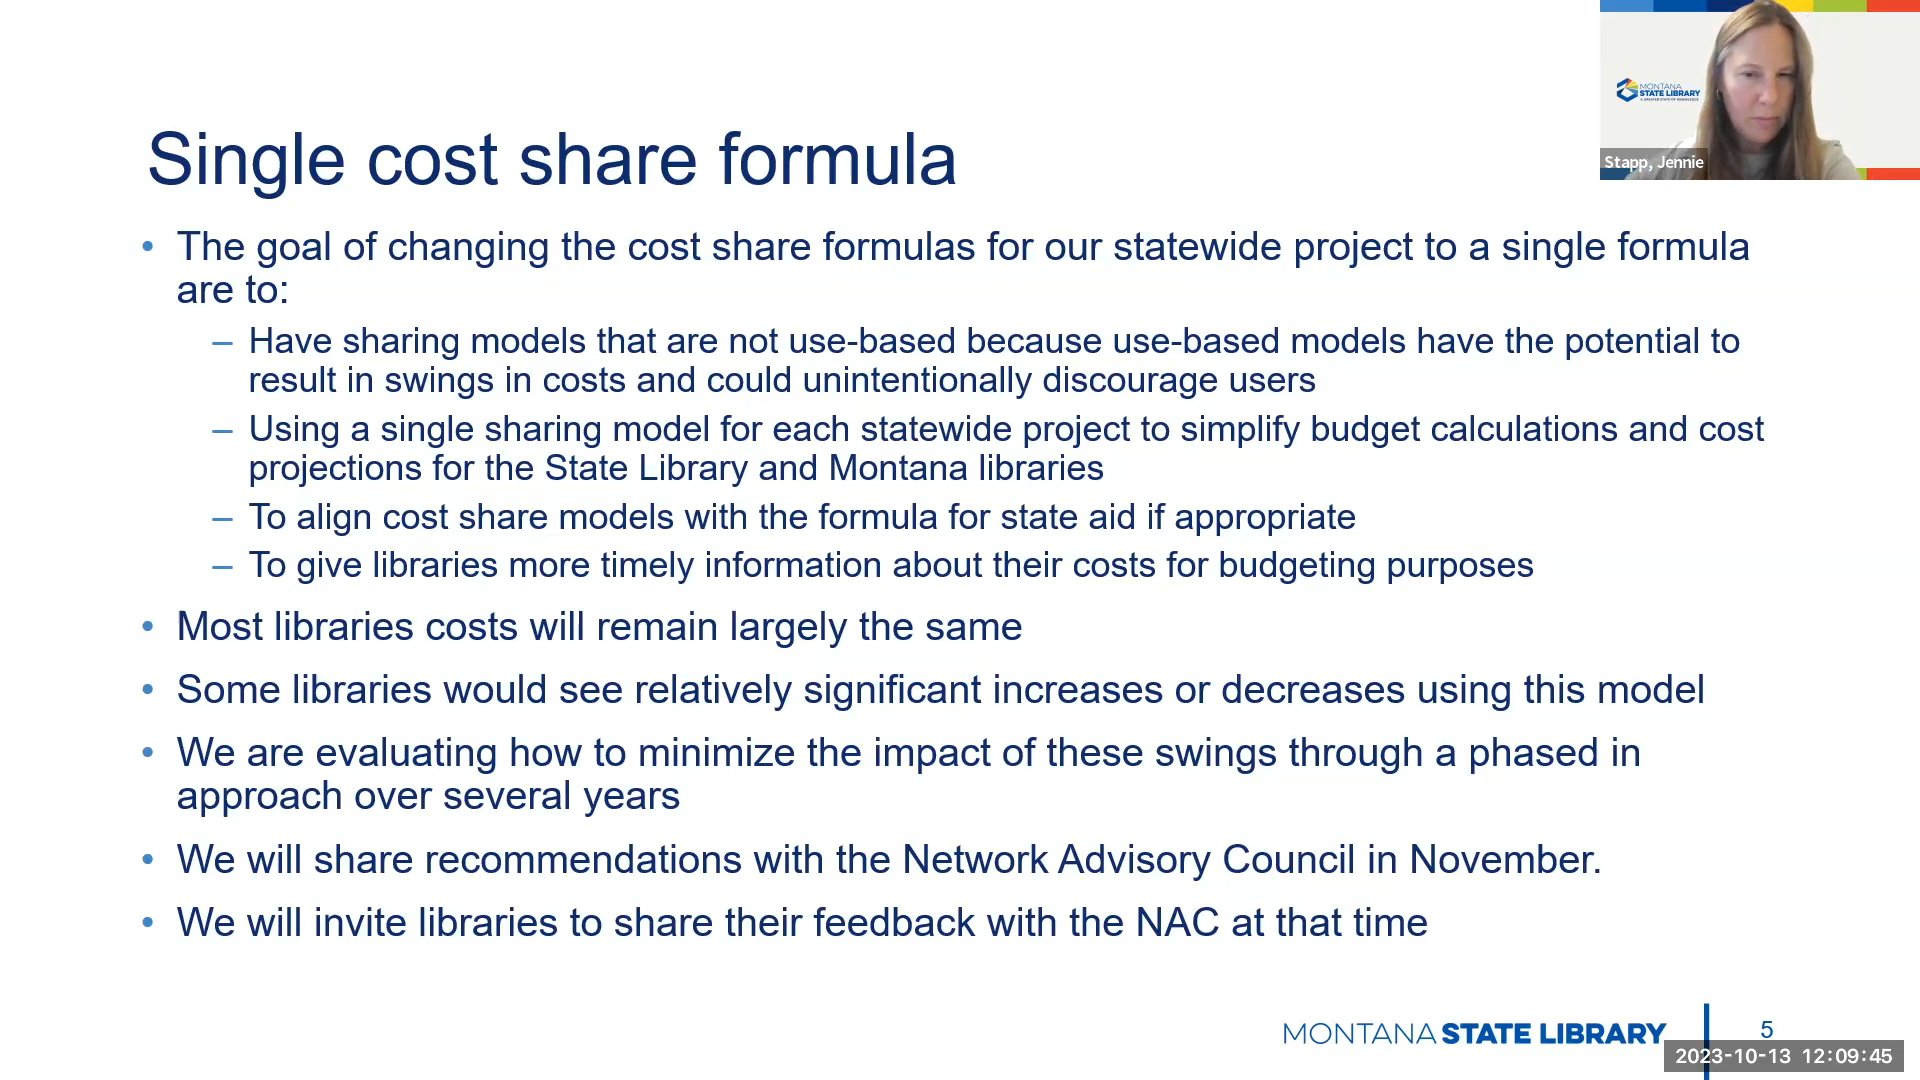 MONTANA
STATE LIBRARY
A GREATER STATE OF KNOWLEDGE
Stapp, Jennie
Single cost share formula
• The goal of changing the cost share formulas for our statewide project to a single formula
are to:
– Have sharing models that are not use-based because use-based models have the potential to
result in swings in costs and could unintentionally discourage users
– Using a single sharing model for each statewide project to simplify budget calculations and cost
projections for the State Library and Montana libraries
– To align cost share models with the formula for state aid if appropriate
– To give libraries more timely information about their costs for budgeting purposes
• Most libraries costs will remain largely the same
• Some libraries would see relatively significant increases or decreases using this model
• We are evaluating how to minimize the impact of these swings through a phased in
approach over several years
• We will share recommendations with the Network Advisory Council in November.
• We will invite libraries to share their feedback with the NAC at that time
MONTANA STATE LIBRARY
5
2023-10-13 12:09:45